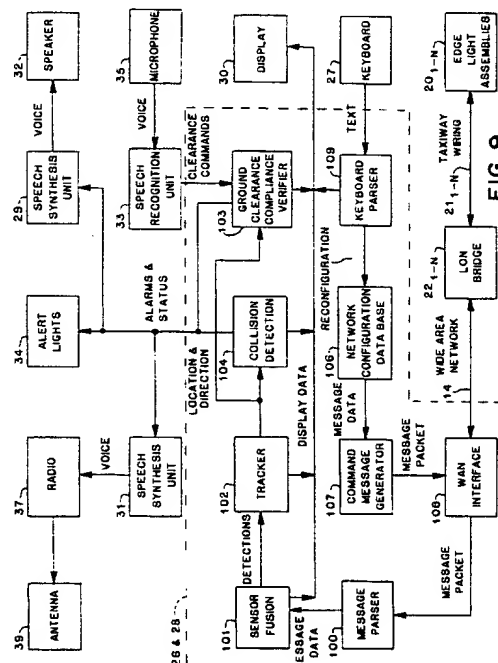 39
ANTENNA
37
RADIO
VOICE
31
SPEECH
SYNTHESIS
UNIT
34
ALERT
LIGHTS
ALARMS &
STATUS
29
SPEECH
SYNTHESIS
UNIT
VOICE
32
SPEAKER
35
MICROPHONE
VOICE
33
SPEECH
RECOGNITION
UNIT
CLEARANCE
COMMANDS
30
DISPLAY
27
KEYBOARD
TEXT
26 & 28
LOCATION &
DIRECTION
101
SENSOR
FUSION
DETECTIONS
102
TRACKER
104
COLLISION
DETECTION
103
GROUND
CLEARANCE
COMPLIANCE
VERIFIER
DISPLAY DATA
109
KEYBOARD
PARSER
RECONFIGURATION
106
NETWORK
CONFIGURATION
DATA BASE
MESSAGE
DATA
107
COMMAND
MESSAGE
GENERATOR
MESSAGE
PACKET
MESSAGE
DATA
100
MESSAGE
PARSER
MESSAGE
PACKET
108
WAN
INTERFACE
WIDE AREA
NETWORK
14
22 1-N
LON
BRIDGE
21 1-N
TAXIWAY
WIRING
20 1-N
EDGE
LIGHT
ASSEMBLIES
FIG. 9